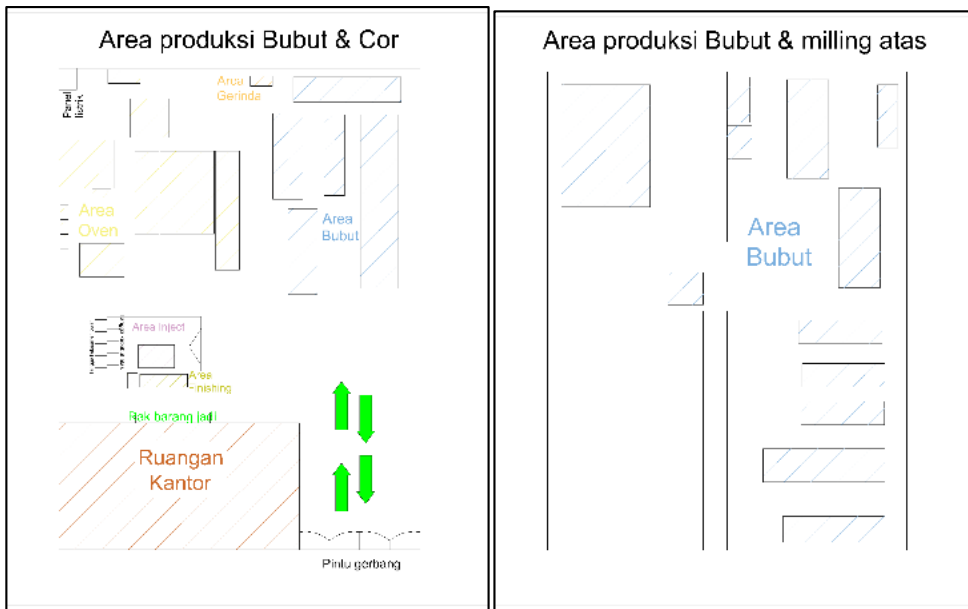 Area produksi Bubut & Cor
Area
Gerinda
Panel
listrik
Area
Oven
Area
Bubut
Area Inject
Area
Finishing
Rak barang jadi
Ruangan
Kantor
Pintu gerbang
Area produksi Bubut & milling atas
Area
Bubut